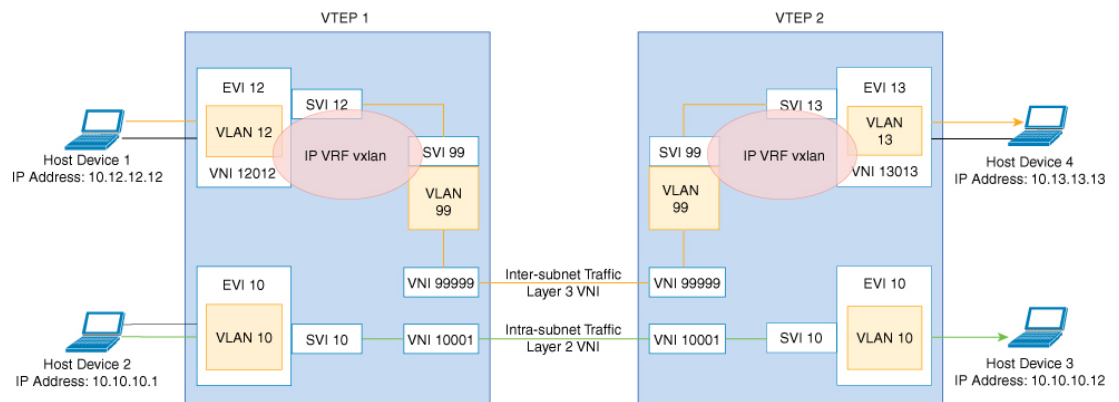 VTEP 1
VTEP 2
EVI 12
SVI 12
VLAN 12
IP VRF vxlan
VNI 12012
SVI 99
VLAN
99
VNI 99999
Host Device 1
IP Address: 10.12.12.12
EVI 10
VLAN 10
SVI 10
VNI 10001
Host Device 2
IP Address: 10.10.10.1
Inter-subnet Traffic
Layer 3 VNI
Intra-subnet Traffic
Layer 2 VNI
SVI 13
EVI 13
VLAN
13
IP VRF vxlan
VNI 13013
SVI 99
VLAN
99
VNI 99999
Host Device 4
IP Address: 10.13.13.13
EVI 10
VNI 10001
SVI 10
VLAN 10
Host Device 3
IP Address: 10.10.10.12